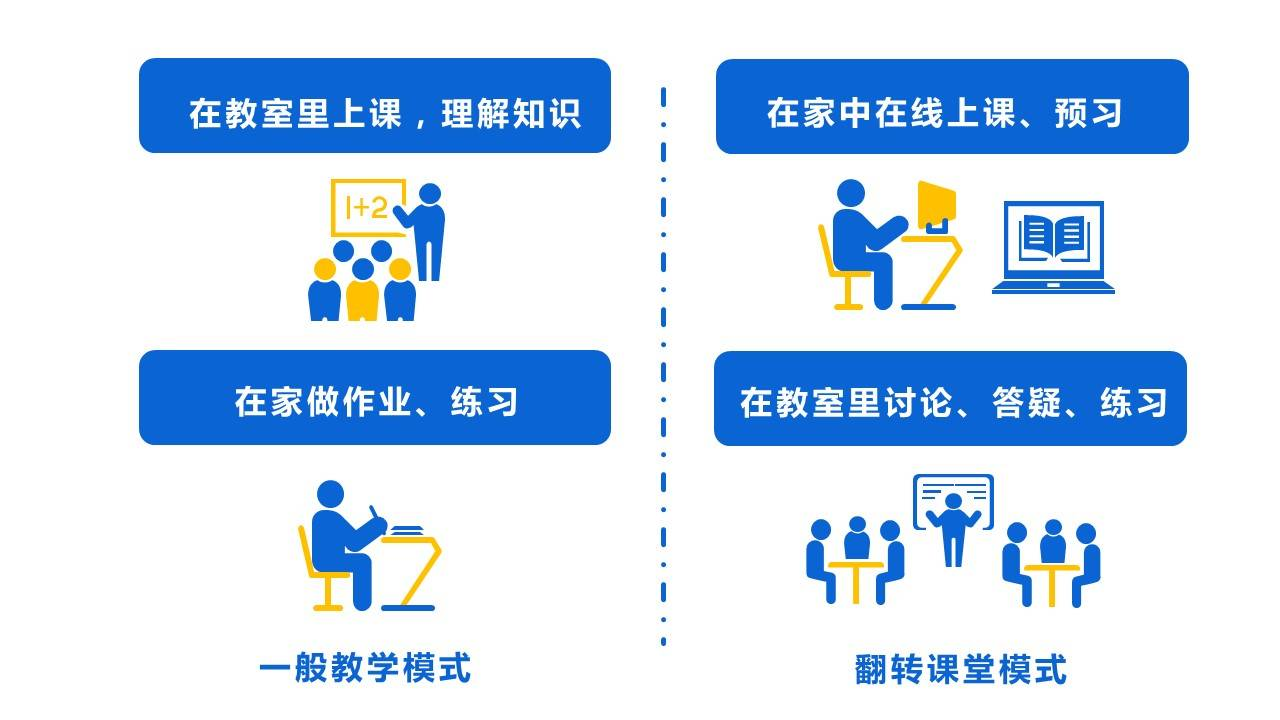 在教室里上课，理解知识
1+2
在家做作业、练习
一般教学模式
在家中在线上课、预习
在教室里讨论、答疑、练习
翻转课堂模式